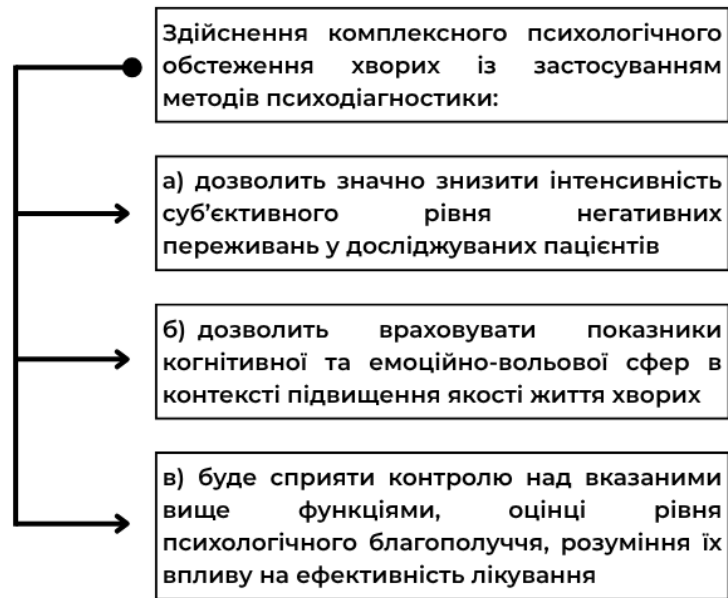 Здійснення комплексного психологічного
обстеження хворих із застосуванням
методів психодіагностики:
а) дозволить значно знизити інтенсивність
суб’єктивного рівня негативних
переживань у досліджуваних пацієнтів
б) дозволить враховувати показники
когнітивної та емоційно-вольової сфер в
контексті підвищення якості життя хворих
в) буде сприяти контролю над вказаними
вище функціями, оцінці рівня
психологічного благополуччя, розуміння їх
впливу на ефективність лікування